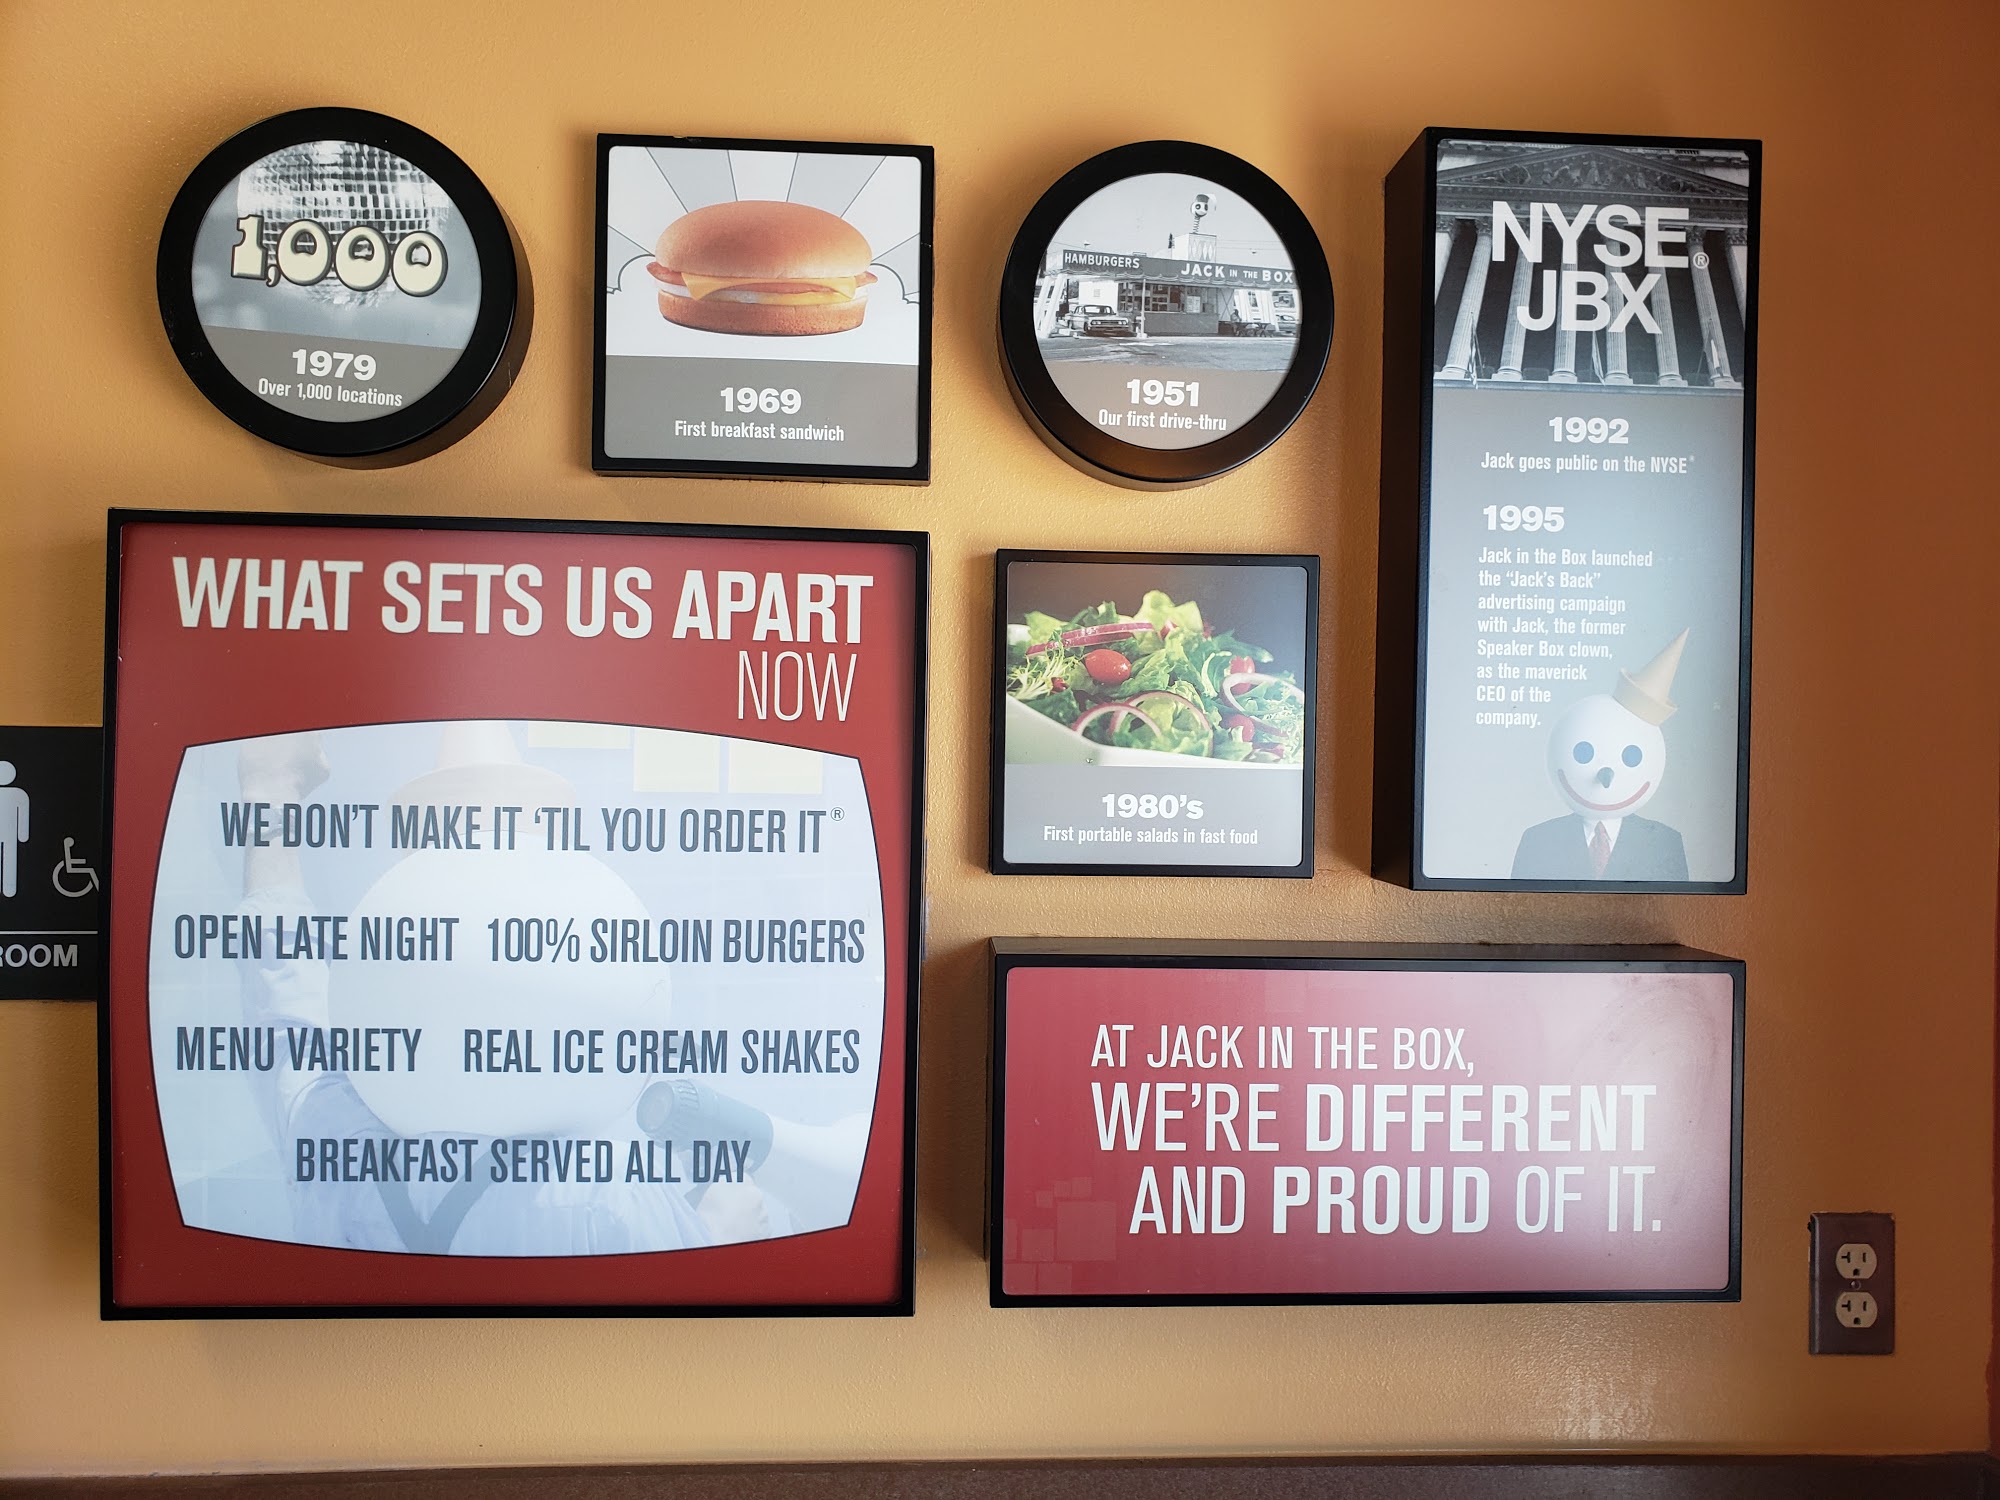 1,000
1979
Over 1,000 locations
1969
First breakfast sandwich
HAMBURGERS
JACK IN THE BOX
1951
Our first drive-thru
NYSE®
JBX
1992
Jack goes public on the NYSE®
1995
Jack in the Box launched
the "Jack's Back"
advertising campaign
with Jack, the former
Speaker Box clown,
as the maverick
CEO of the
company.
WHAT SETS US APART
NOW
WE DON'T MAKE IT 'TIL YOU ORDER IT®
OPEN LATE NIGHT 100% SIRLOIN BURGERS
MENU VARIETY REAL ICE CREAM SHAKES
BREAKFAST SERVED ALL DAY
1980's
First portable salads in fast food
AT JACK IN THE BOX,
WE'RE DIFFERENT
AND PROUD OF IT.
ROOM